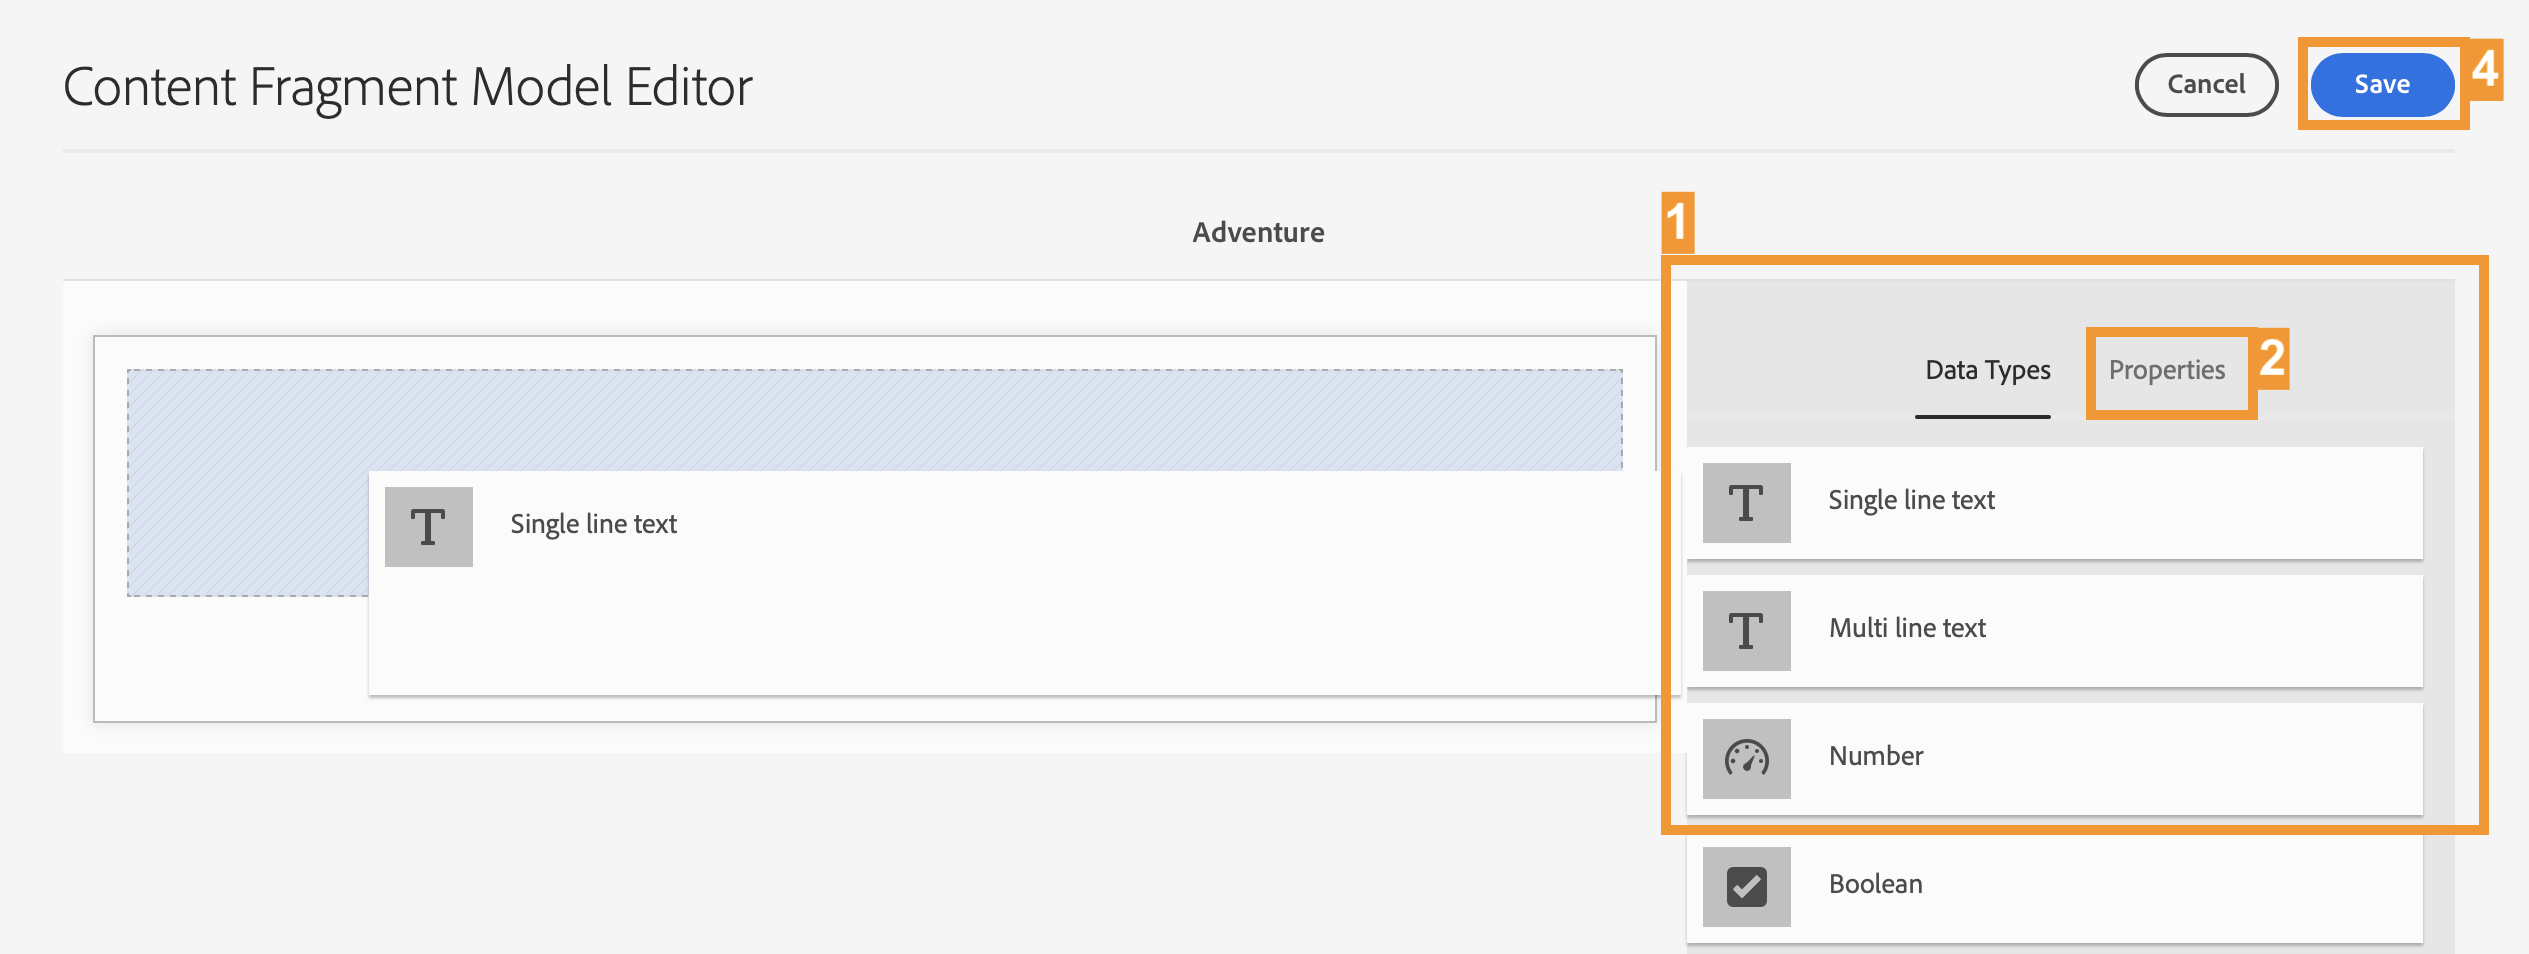 Content Fragment Model Editor
Cancel
Save
4
Adventure
1
Data Types
Properties
2
Single line text
Single line text
Multi line text
Number
Boolean